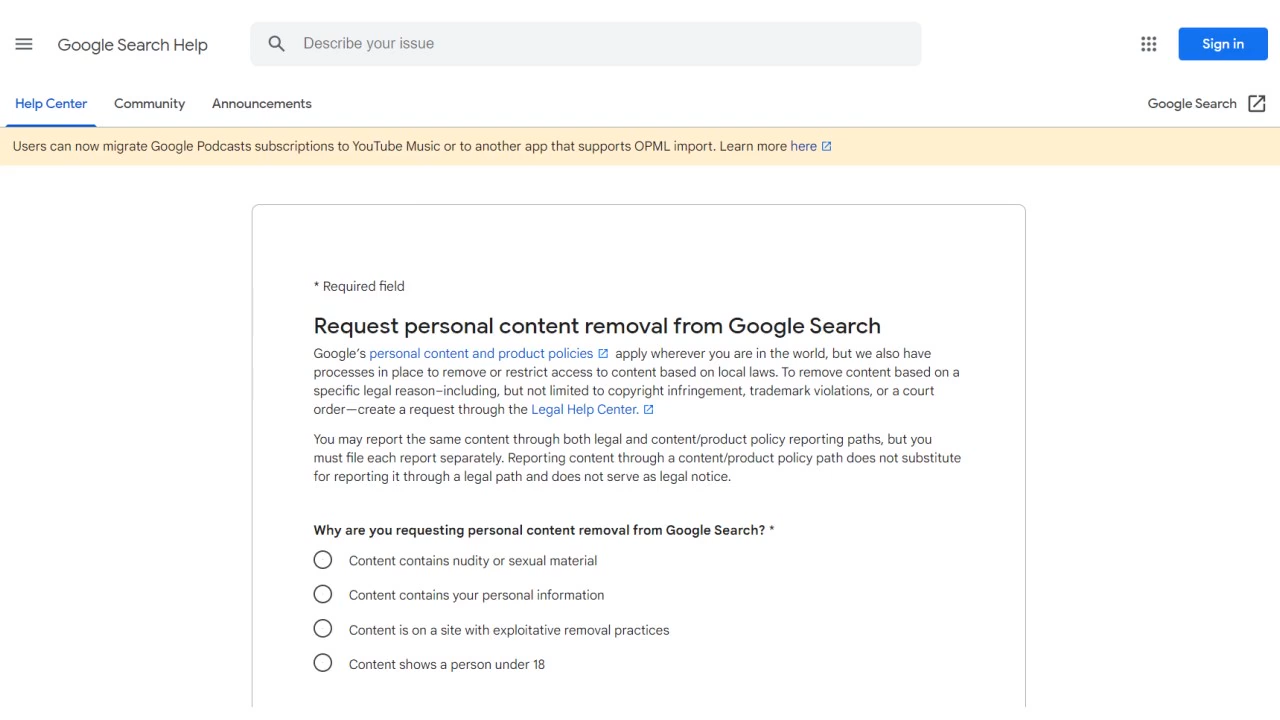 Google Search Help
Describe your issue
Sign in
Help Center
Community
Announcements
Google Search
Users can now migrate Google Podcasts subscriptions to YouTube Music or to another app that supports OPML import. Learn more here
* Required field
Request personal content removal from Google Search
Google's personal content and product policies apply wherever you are in the world, but we also have
processes in place to remove or restrict access to content based on local laws. To remove content based on a
specific legal reason–including, but not limited to copyright infringement, trademark violations, or a court
order—create a request through the Legal Help Center.
You may report the same content through both legal and content/product policy reporting paths, but you
must file each report separately. Reporting content through a content/product policy path does not substitute
for reporting it through a legal path and does not serve as legal notice.
Why are you requesting personal content removal from Google Search? *
Content contains nudity or sexual material
Content contains your personal information
Content is on a site with exploitative removal practices
Content shows a person under 18